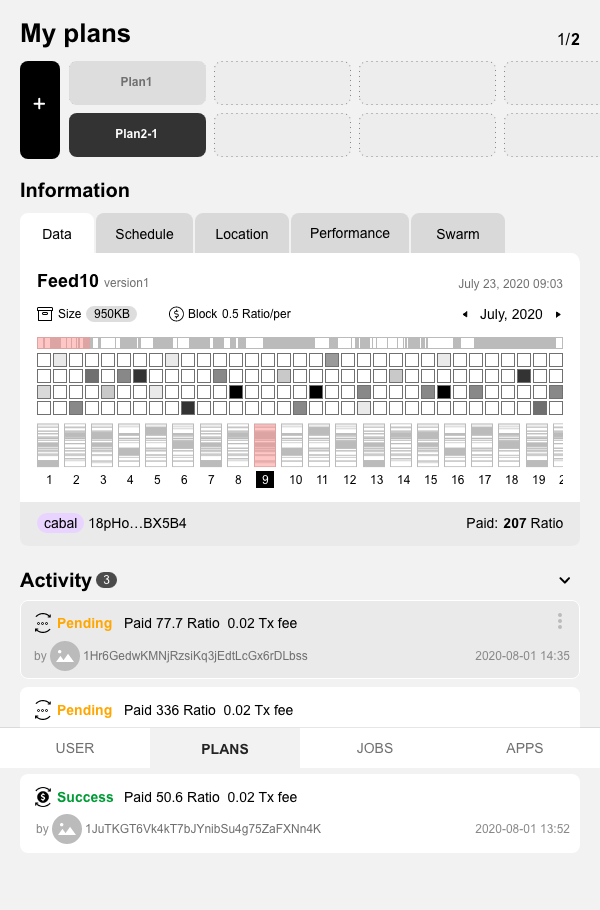 My plans
1/2
+
Plan1
Plan2-1
Information
Data Schedule Location Performance Swarm
Feed10 version1
July 23, 2020 09:03
Size 950KB Block 0.5 Ratio/per
July, 2020
1 2 3 4 5 6 7 8 9 10 11 12 13 14 15 16 17 18 19
cabal 18pHo…BX5B4 Paid: 207 Ratio
Activity 3
Pending Paid 77.7 Ratio 0.02 Tx fee
by 1Hr6GedwKMNjRzsiKq3jEdtLcGx6rDLbss 2020-08-01 14:35
Pending Paid 336 Ratio 0.02 Tx fee
USER PLANS JOBS APPS
Success Paid 50.6 Ratio 0.02 Tx fee
by 1JuTKGT6Vk4kT7bJYnibSu4g75ZaFXNn4K 2020-08-01 13:52